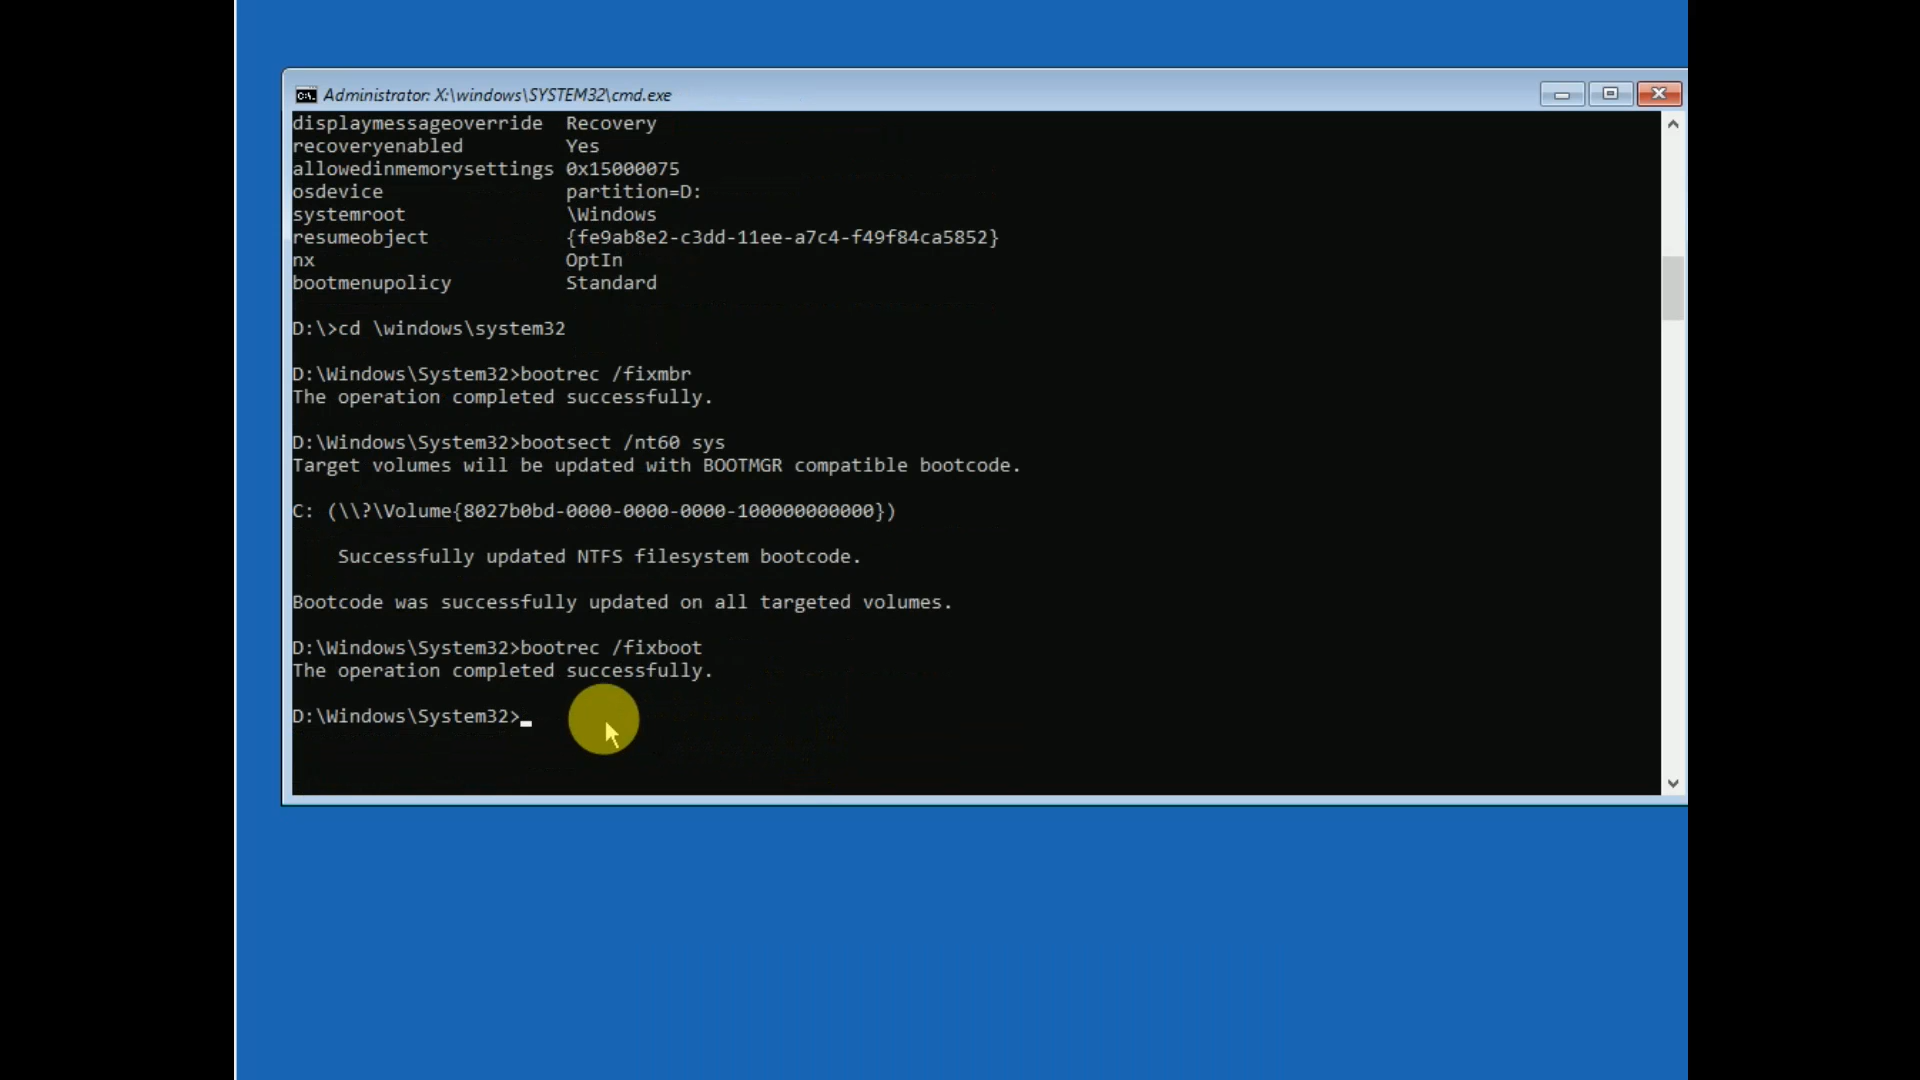 Administrator: X:\windows\SYSTEM32\cmd.exe
displaymessageoverride  Recovery
recoveryenabled         Yes
allowedinmemorysettings 0x15000075
osdevice                partition=D:
systemroot              \Windows
resumeobject            {fe9ab8e2-c3dd-11ee-a7c4-f49f84ca5852}
nx                      OptIn
bootmenupolicy          Standard
D:\>cd \windows\system32
D:\Windows\System32>bootrec /fixmbr
The operation completed successfully.
D:\Windows\System32>bootsect /nt60 sys
Target volumes will be updated with BOOTMGR compatible bootcode.
C: (\\?\Volume{8027b0bd-0000-0000-0000-100000000000})
    Successfully updated NTFS filesystem bootcode.
Bootcode was successfully updated on all targeted volumes.
D:\Windows\System32>bootrec /fixboot
The operation completed successfully.
D:\Windows\System32>